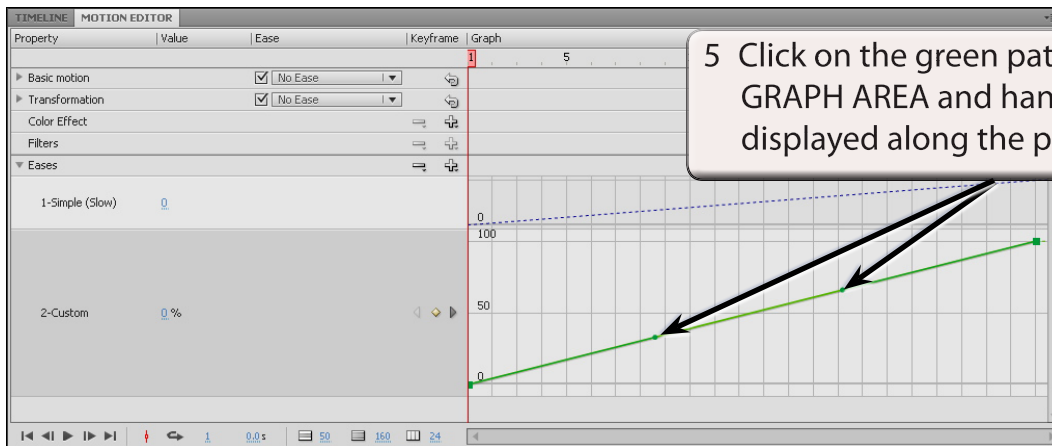 TIMELINE MOTION EDITOR
Property Value Ease Keyframe Graph
1 5
Basic motion No Ease
Transformation No Ease
Color Effect
Filters
Eases
1-Simple (Slow) 0
0
100
2-Custom 0 %
50
0
1 0.0 s 50 160 24
5 Click on the green pat
GRAPH AREA and han
displayed along the p